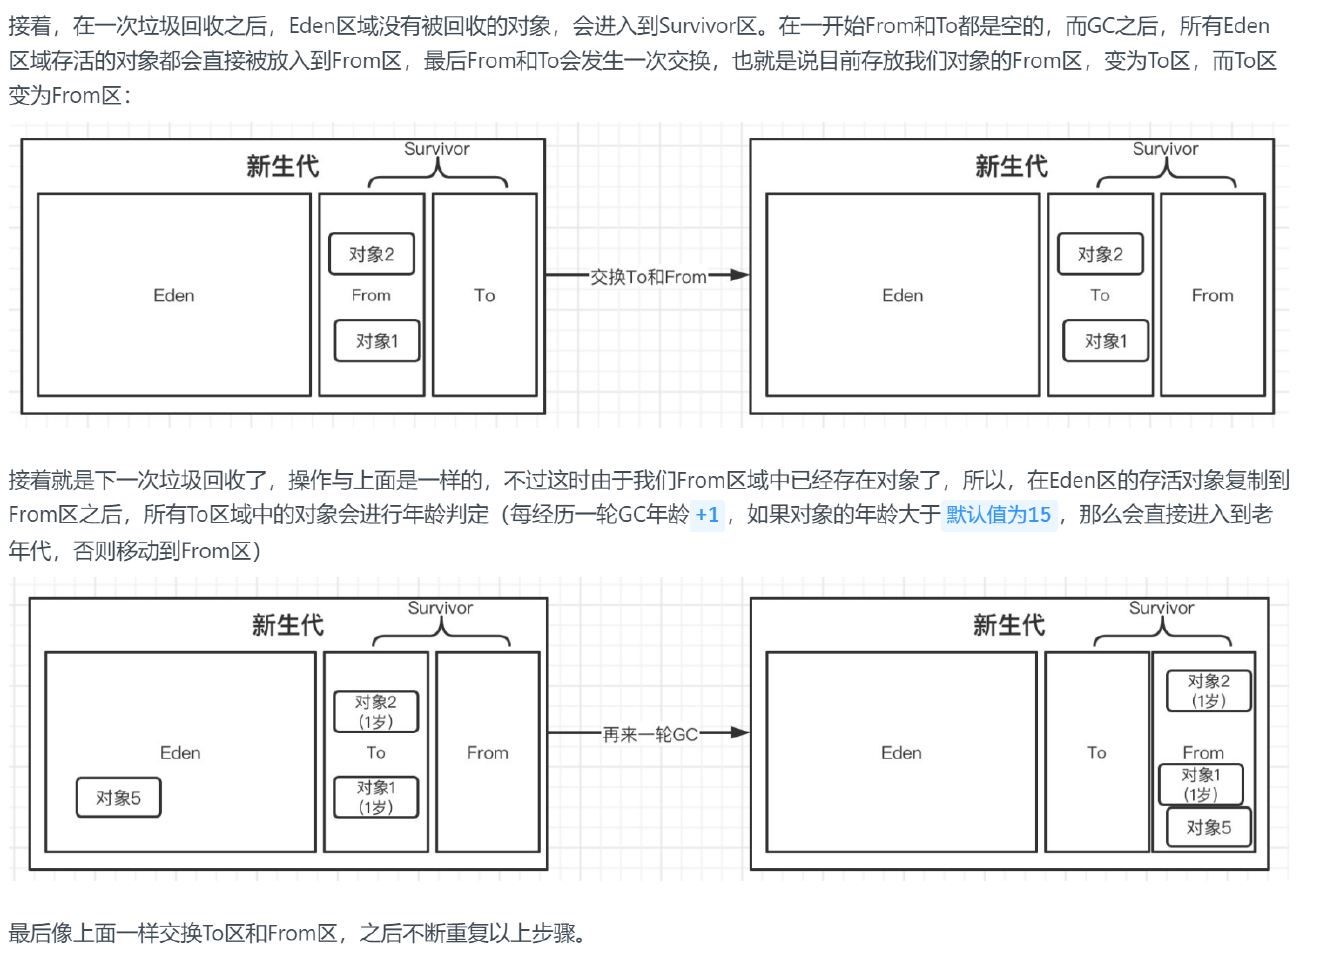 接着，在一次垃圾回收之后，Eden区域没有被回收的对象，会进入到Survivor区。在一开始From和To都是空的，而GC之后，所有Eden
区域存活的对象都会直接被放入到From区，最后From和To会发生一次交换，也就是说目前存放我们对象的From区，变为To区，而To区
变为From区：
新生代
Survivor
Eden
对象2
From
对象1
To
交换To和From
新生代
Survivor
Eden
对象2
To
对象1
From
接着就是下一次垃圾回收了，操作与上面是一样的，不过这时由于我们From区域中已经存在对象了，所以，在Eden区的存活对象复制到
From区之后，所有To区域中的对象会进行年龄判定（每经历一轮GC年龄 +1 ，如果对象的年龄大于 默认值为15 ，那么会直接进入到老
年代，否则移动到From区）
新生代
Survivor
Eden
对象5
对象2
(1岁)
To
对象1
(1岁)
From
再来一轮GC
新生代
Survivor
Eden
To
对象2
(1岁)
From
对象1
(1岁)
对象5
最后像上面一样交换To区和From区，之后不断重复以上步骤。